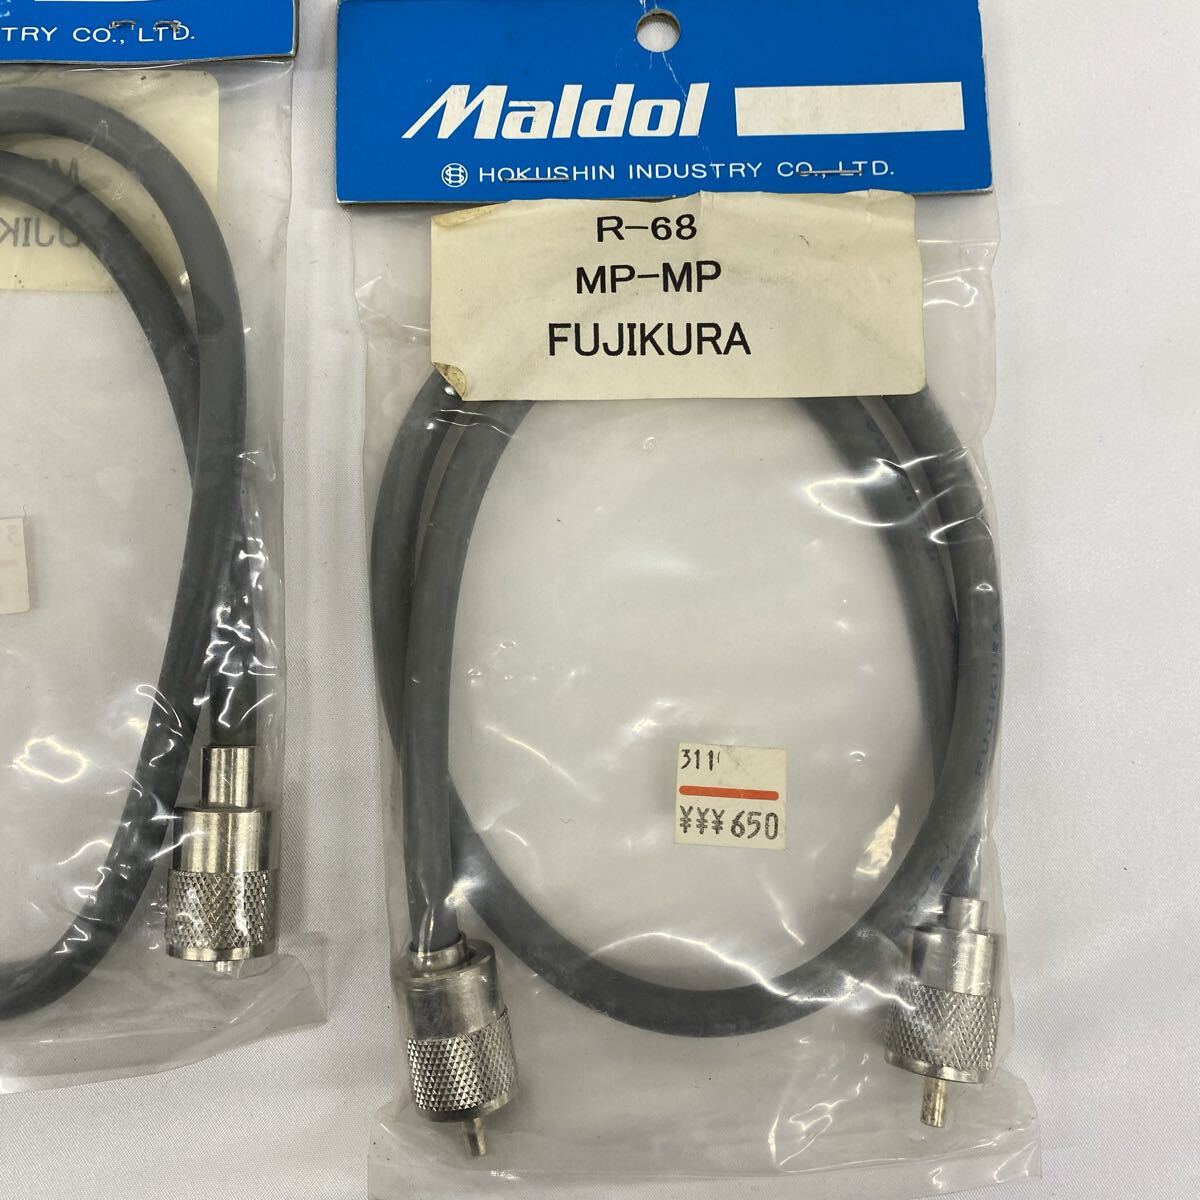 TRY CO., LTD.
Maldol
HOKUSHIN INDUSTRY CO., LTD.
R-68
MP-MP
FUJIKURA
311
¥¥¥650
FUJIKURA